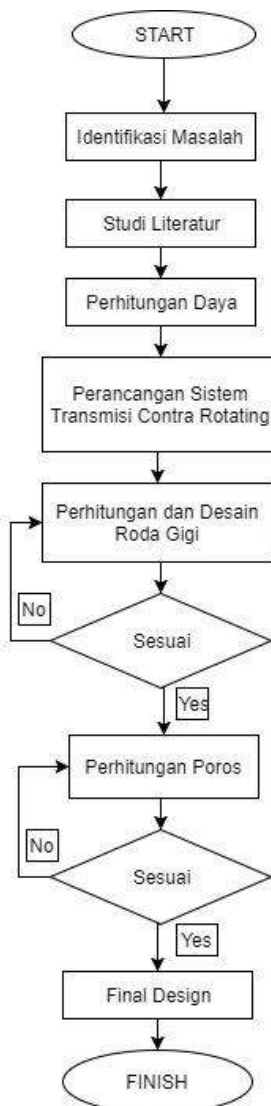 START
Identifikasi Masalah
Studi Literatur
Perhitungan Daya
Perancangan Sistem
Transmisi Contra Rotating
Perhitungan dan Desain
Roda Gigi
No
Sesuai
Yes
Perhitungan Poros
No
Sesuai
Yes
Final Design
FINISH